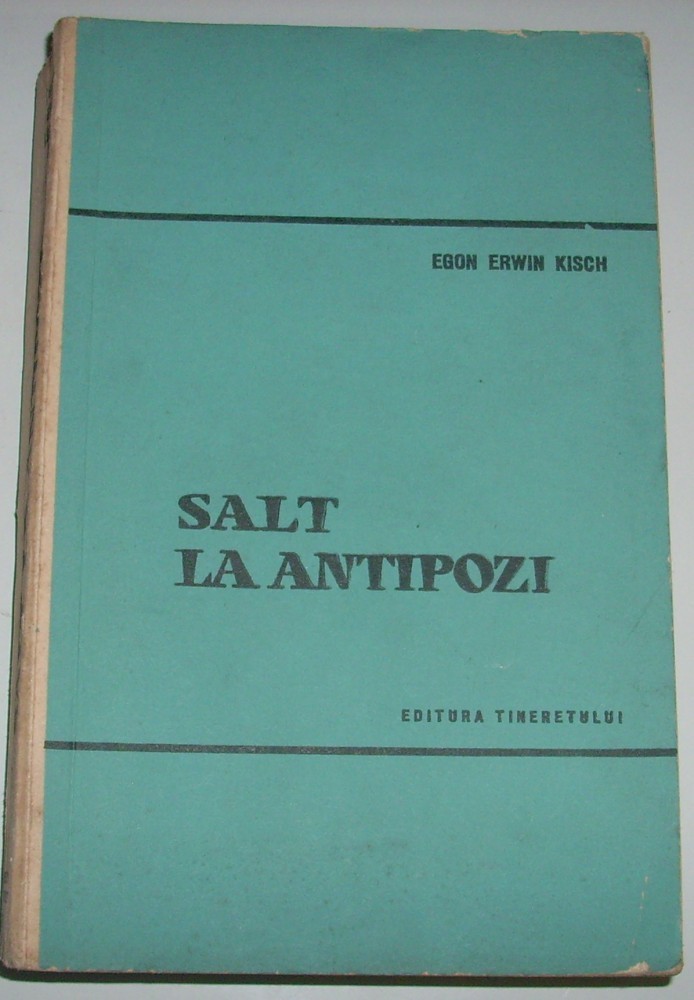 EGON ERWIN KISCH
SALT
LA ANTIPOZI
EDITURA TINERETULUI